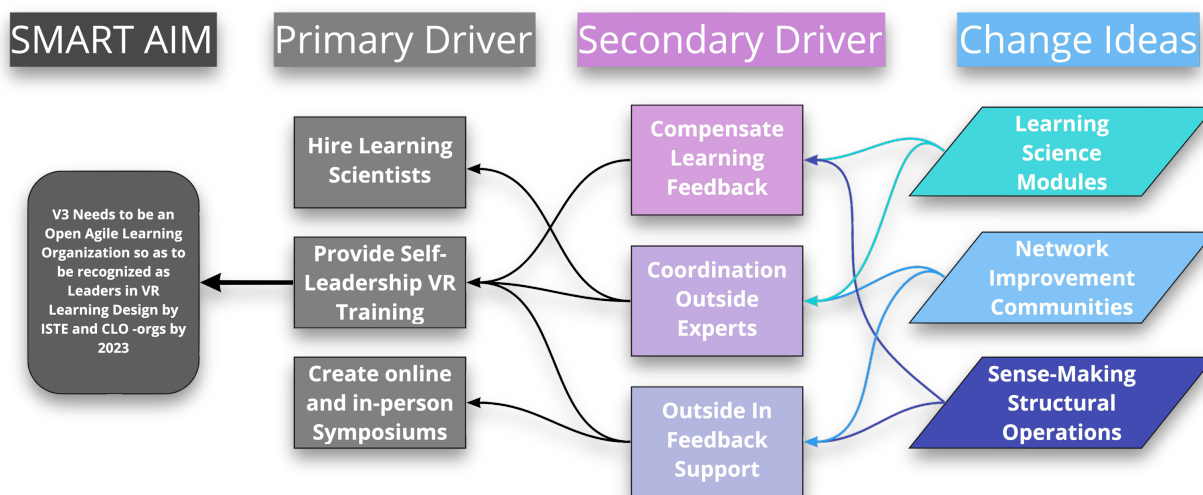 SMART AIM
Primary Driver
Secondary Driver
Change Ideas
V3 Needs to be an
Open Agile Learning
Organization so as to
be recognized as
Leaders in VR
Learning Design by
ISTE and CLO -orgs by
2023
Hire Learning
Scientists
Provide Self-
Leadership VR
Training
Create online
and in-person
Symposiums
Compensate
Learning
Feedback
Coordination
Outside
Experts
Outside In
Feedback
Support
Learning
Science
Modules
Network
Improvement
Communities
Sense-Making
Structural
Operations